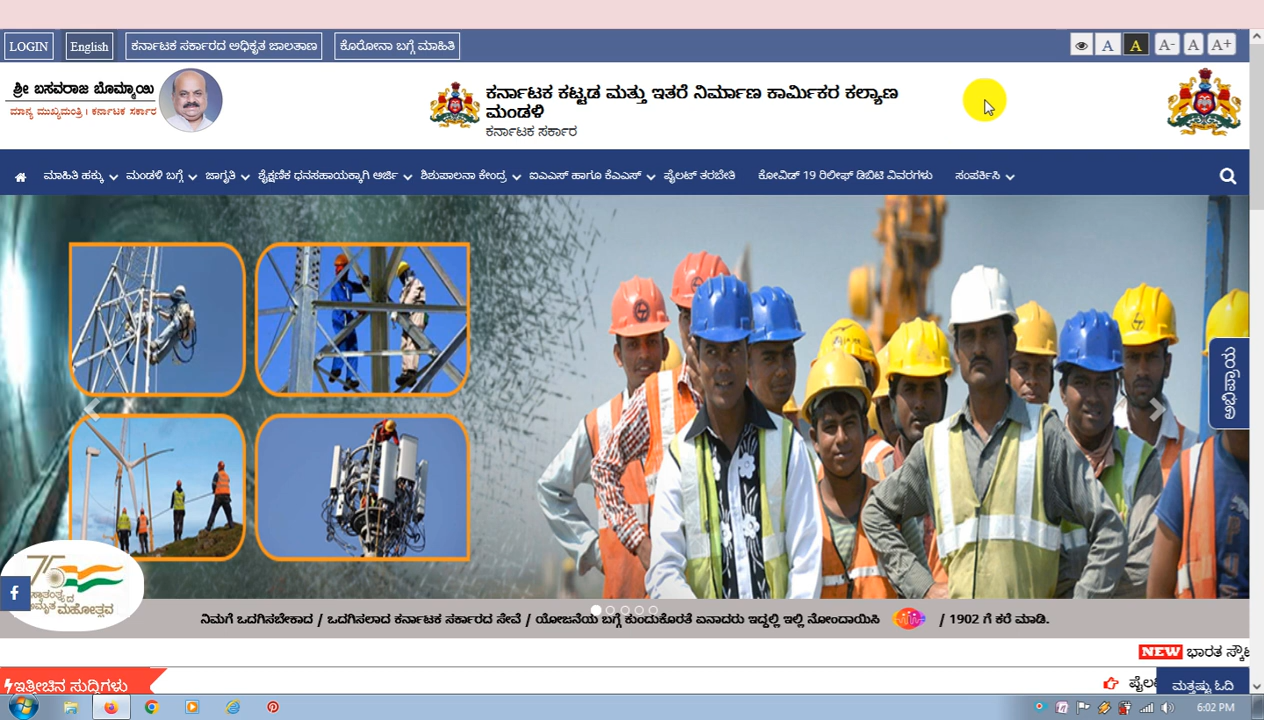 LOGIN English ಕರ್ನಾಟಕ ಸರ್ಕಾರದ ಅಧಿಕೃತ ಜಾಲತಾಣ ಕೊರೋನಾ ಬಗ್ಗೆ ಮಾಹಿತಿ A A A- A A+
ಶ್ರೀ ಬಸವರಾಜ ಬೊಮ್ಮಾಯಿ
ಮಾನ್ಯ ಮುಖ್ಯಮಂತ್ರಿ । ಕರ್ನಾಟಕ ಸರ್ಕಾರ
ಕರ್ನಾಟಕ ಕಟ್ಟಡ ಮತ್ತು ಇತರೆ ನಿರ್ಮಾಣ ಕಾರ್ಮಿಕರ ಕಲ್ಯಾಣ
ಮಂಡಳಿ
ಕರ್ನಾಟಕ ಸರ್ಕಾರ
ಮಾಹಿತಿ ಹಕ್ಕು ಮಂಡಳಿ ಬಗ್ಗೆ ಜಾಗೃತಿ ಶೈಕ್ಷಣಿಕ ಧನಸಹಾಯಕ್ಕಾಗಿ ಅರ್ಜಿ ಶಿಶುಪಾಲನಾ ಕೇಂದ್ರ ಐಎಎಸ್ ಹಾಗೂ ಕೆಎಎಸ್ ಪೈಲಟ್ ತರಬೇತಿ ಕೋವಿಡ್ 19 ರಿಲೀಫ್ ಡಿಬಿಟಿ ವಿವರಗಳು ಸಂಪರ್ಕಿಸಿ
ಅಭಿಪ್ರಾಯ
75
ಸ್ವಾತಂತ್ರ್ಯದ
ಅಮೃತ ಮಹೋತ್ಸವ
ನಿಮಗೆ ಒದಗಿಸಬೇಕಾದ / ಒದಗಿಸಲಾದ ಕರ್ನಾಟಕ ಸರ್ಕಾರದ ಸೇವೆ / ಯೋಜನೆಯ ಬಗ್ಗೆ ಕುಂದುಕೊರತೆ ಏನಾದರು ಇದ್ದಲ್ಲಿ ಇಲ್ಲಿ ನೋಂದಾಯಿಸಿ / 1902 ಗೆ ಕರೆ ಮಾಡಿ.
NEW ಭಾರತ
ಇತ್ತೀಚಿನ ಸುದ್ದಿಗಳು ಮತ್ತಷ್ಟು ಓದಿ
6:02 PM